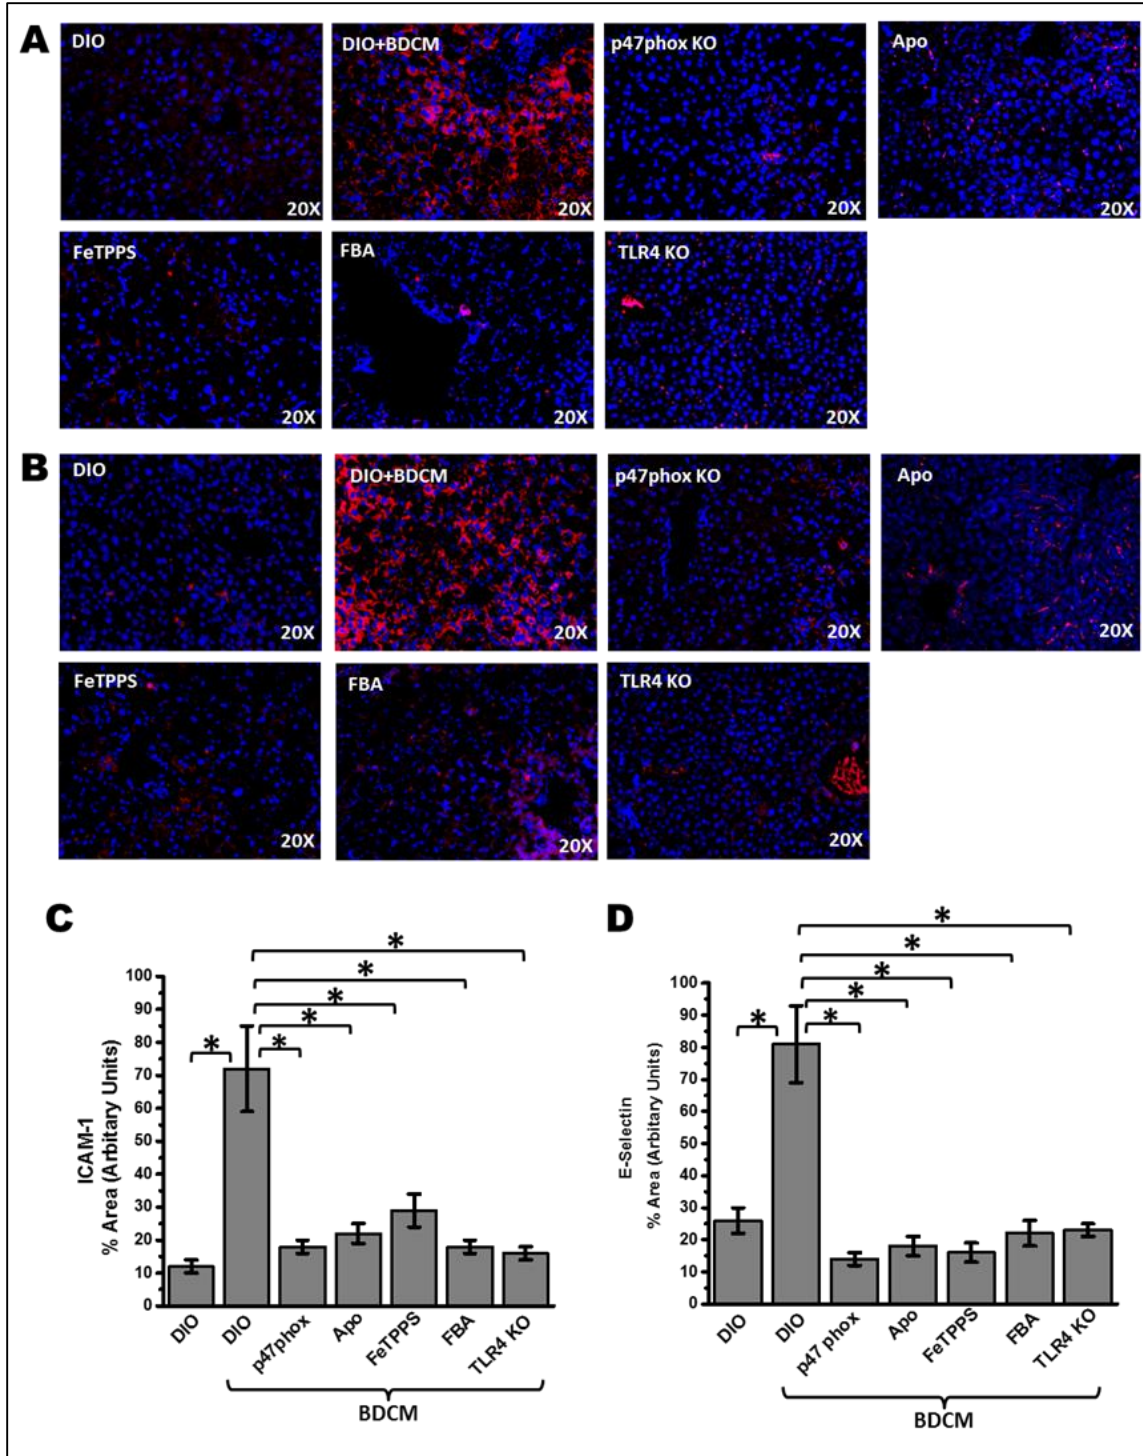 A
DIO
DIO+BDCM
p47phox KO
Apo
20X
20X
20X
20X
FeTPPS
FBA
TLR4 KO
20X
20X
20X
B
DIO
DIO+BDCM
p47phox KO
Apo
20X
20X
20X
20X
FeTPPS
FBA
TLR4 KO
20X
20X
20X
C
ICAM-1
% Area (Arbitary Units)
100
90
80
70
60
50
40
30
20
10
0
*
*
*
*
*
*
DIO
DIO
p47phox
Apo
FeTPPS
FBA
TLR4 KO
BDCM
D
E-Selectin
% Area (Arbitary Units)
100
90
80
70
60
50
40
30
20
10
0
*
*
*
*
*
*
DIO
DIO
p47 phox
Apo
FeTPPS
FBA
TLR4 KO
BDCM